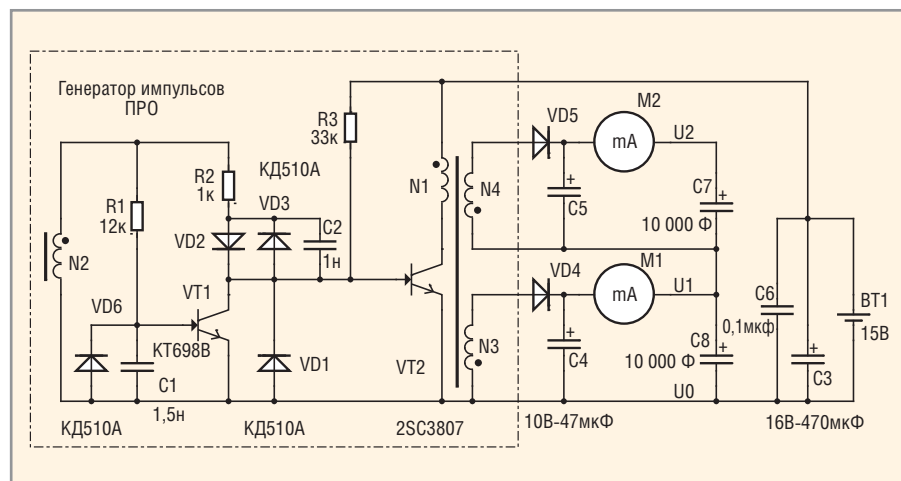 Генератор импульсов
ПРО
R3
33к
VD5
M2
mA
U2
R2
1к
КД510А
VD3
N1
N4
C5
C7
10 000 Ф
R1
12к
VD2
C2
1н
N2
VD4
M1
mA
U1
C6
0,1мкф
BT1
15В
VD6
VT1
КТ698В
C1
1,5н
VD1
VT2
N3
C4
C8
10 000 Ф
C3
U0
КД510А
КД510А
2SC3807
10В-47мкФ
16В-470мкФ